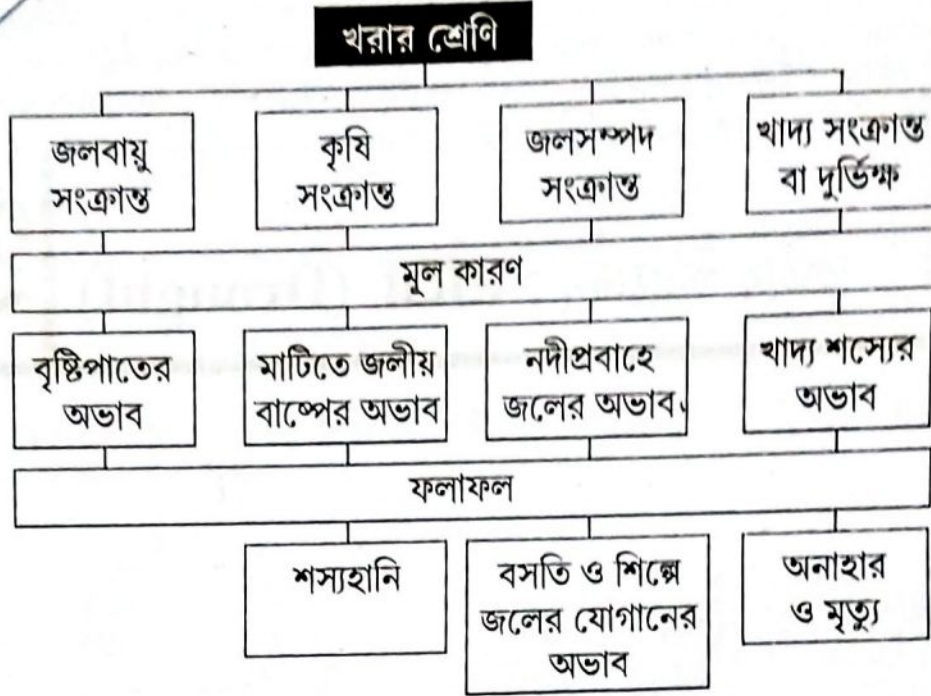 খরার শ্রেণি
জলবায়ু
সংক্রান্ত
কৃষি
সংক্রান্ত
জলসম্পদ
সংক্রান্ত
খাদ্য সংক্রান্ত
বা দুর্ভিক্ষ
মূল কারণ
বৃষ্টিপাতের
অভাব
মাটিতে জলীয়
বাষ্পের অভাব
নদীপ্রবাহে
জলের অভাব
খাদ্য শস্যের
অভাব
ফলাফল
শস্যহানি
বসতি ও শিল্পে
জলের যোগানের
অভাব
অনাহার
ও মৃত্যু